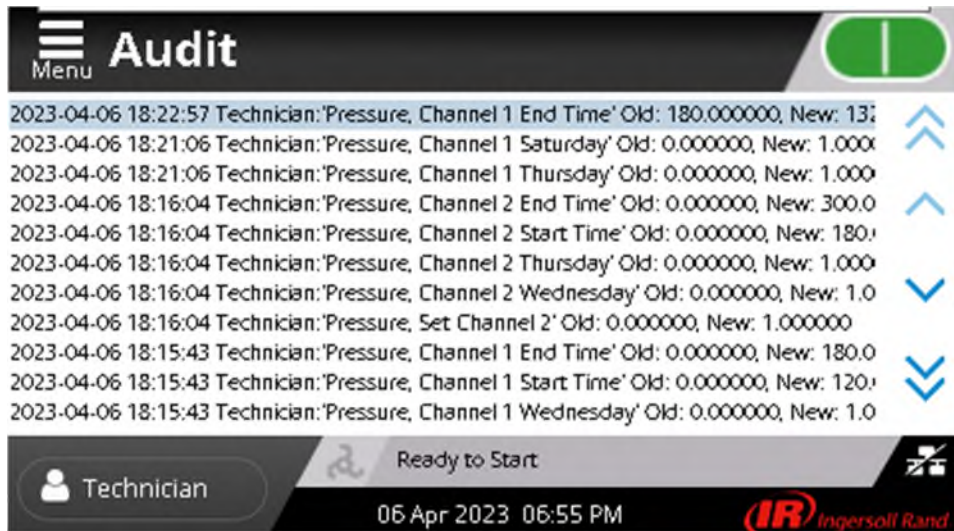 Menu
Audit
2023-04-06 18:22:57 Technician:'Pressure, Channel 1 End Time' Old: 180.000000, New: 132
2023-04-06 18:21:06 Technician:'Pressure, Channel 1 Saturday' Old: 0.000000, New: 1.000
2023-04-06 18:21:06 Technician:'Pressure, Channel 1 Thursday' Old: 0.000000, New: 1.000
2023-04-06 18:16:04 Technician:'Pressure, Channel 2 End Time' Old: 0.000000, New: 300.0
2023-04-06 18:16:04 Technician:'Pressure, Channel 2 Start Time' Old: 0.000000, New: 180.
2023-04-06 18:16:04 Technician:'Pressure, Channel 2 Thursday' Old: 0.000000, New: 1.000
2023-04-06 18:16:04 Technician:'Pressure, Channel 2 Wednesday' Old: 0.000000, New: 1.0
2023-04-06 18:16:04 Technician:'Pressure, Set Channel 2' Old: 0.000000, New: 1.000000
2023-04-06 18:15:43 Technician:'Pressure, Channel 1 End Time' Old: 0.000000, New: 180.0
2023-04-06 18:15:43 Technician:'Pressure, Channel 1 Start Time' Old: 0.000000, New: 120.
2023-04-06 18:15:43 Technician:'Pressure, Channel 1 Wednesday' Old: 0.000000, New: 1.0
Technician
Ready to Start
06 Apr 2023 06:55 PM
IR Ingersoll Rand